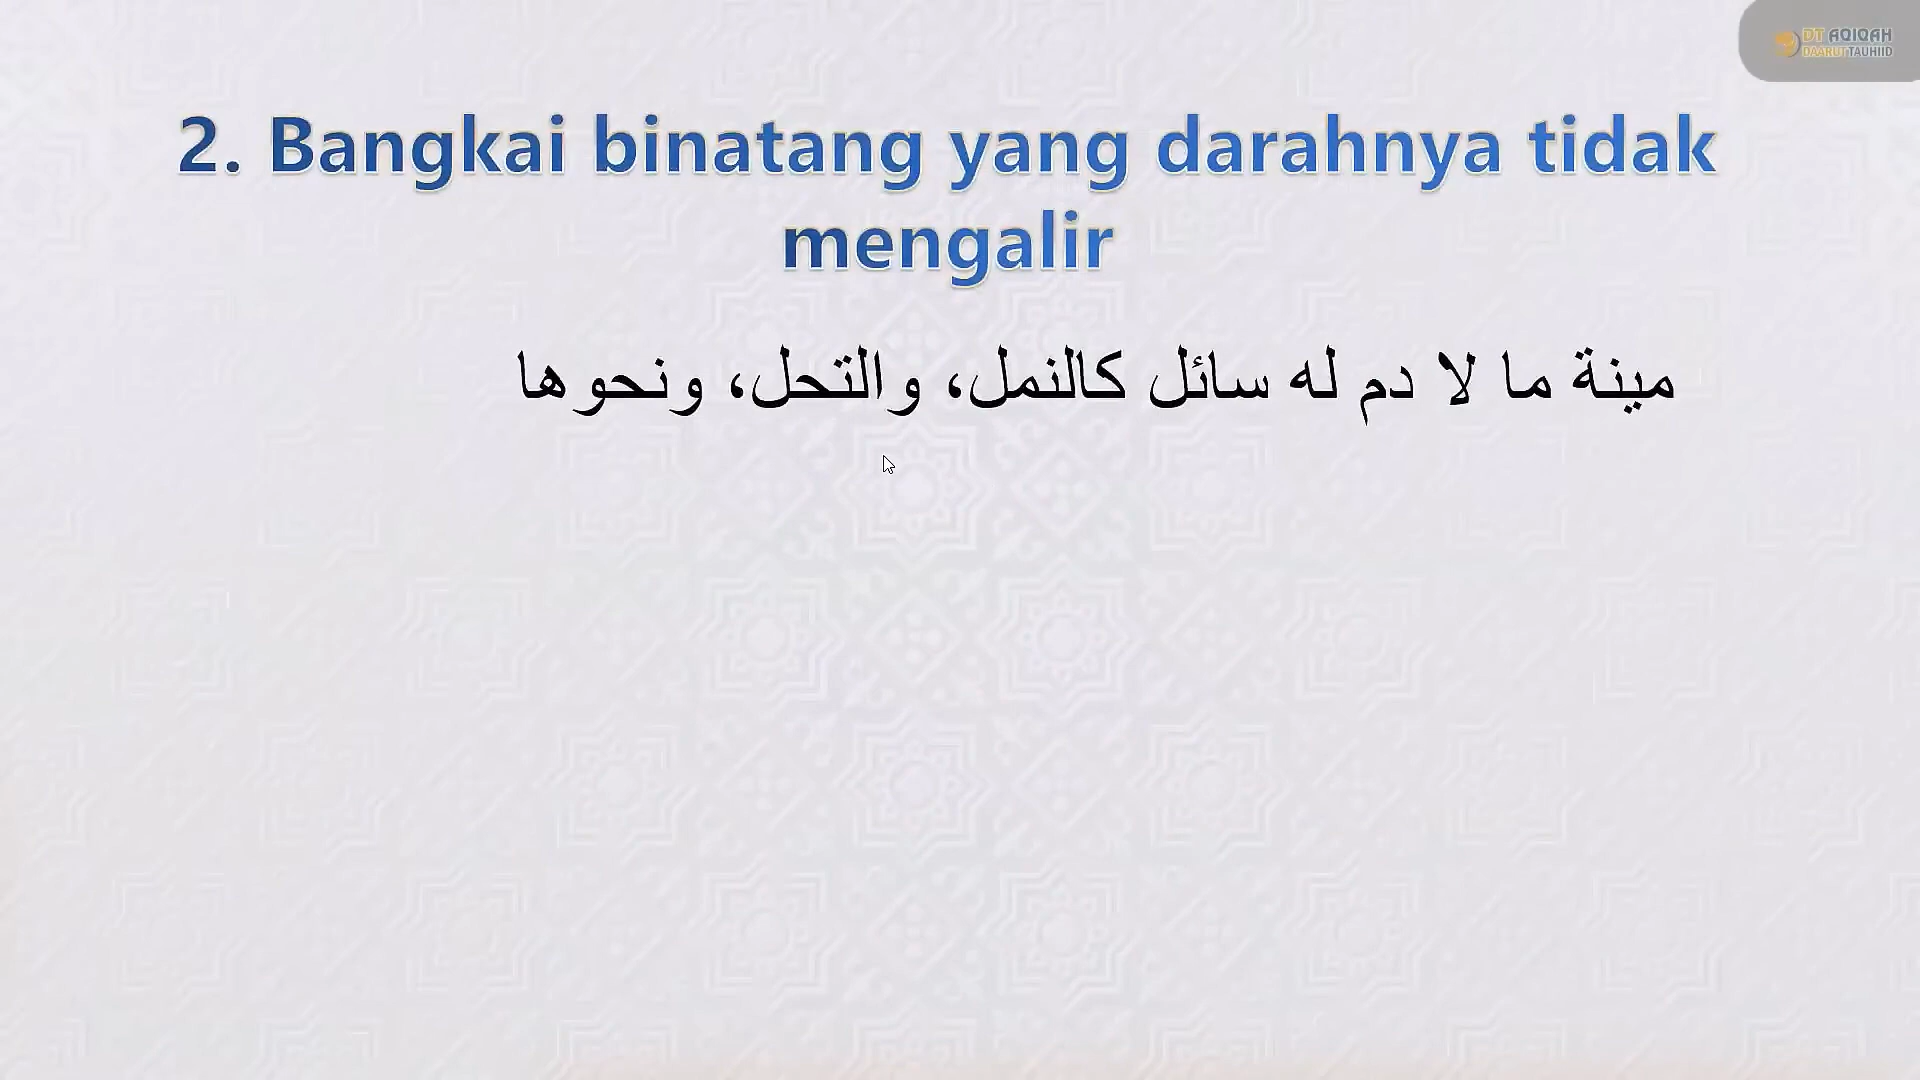 DT AQIQAH
DAARUT TAUHIID
2. Bangkai binatang yang darahnya tidak
mengalir
مينة ما لا دم له سائل كالنمل، والتحل، ونحوها